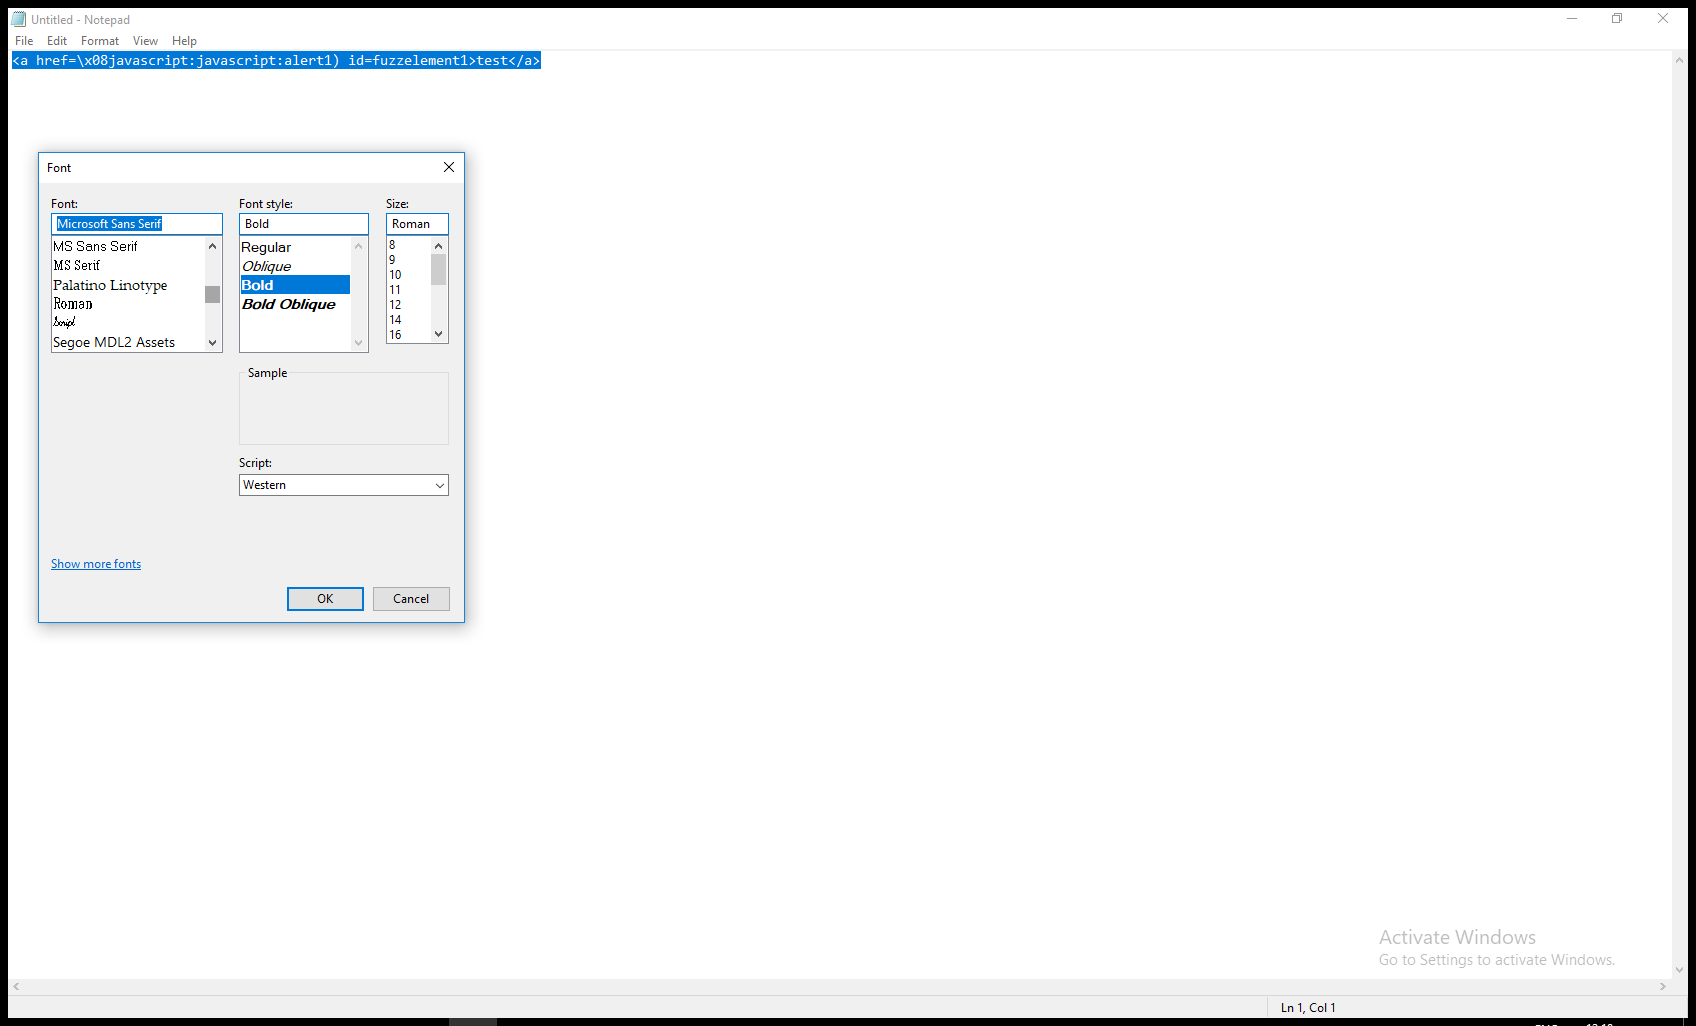 Untitled - Notepad
File Edit Format View Help
<a href=\x08javascript:javascript:alert1) id=fuzzelement1>test</a>
Font
Font: Font style: Size:
Microsoft Sans Serif Bold Roman
MS Sans Serif Regular 8
MS Serif Oblique 9
Palatino Linotype Bold 10
Roman Bold Oblique 11
Script 12
Segoe MDL2 Assets 14
16
Sample
Script:
Western
Show more fonts
OK Cancel
Activate Windows
Go to Settings to activate Windows.
Ln 1, Col 1